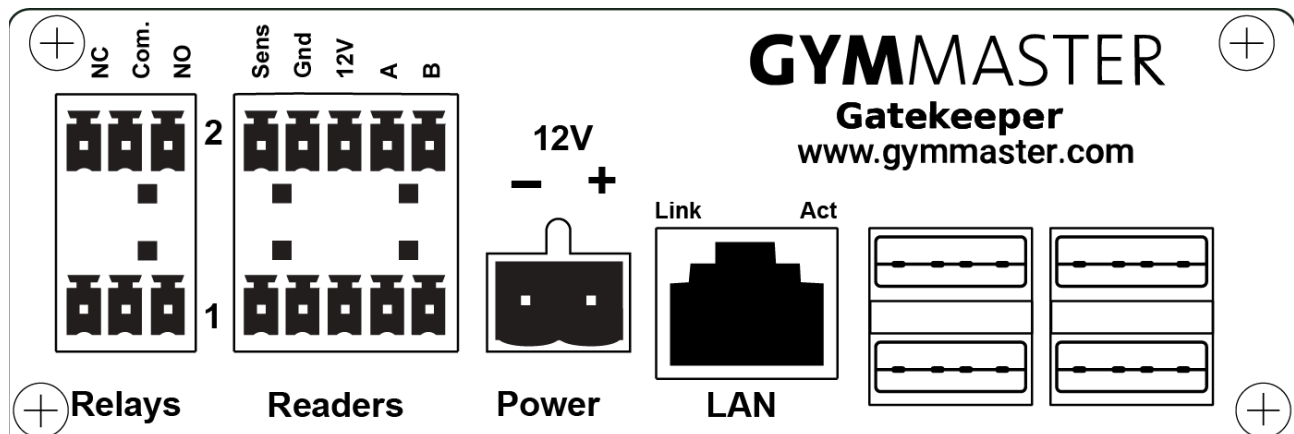 NC Com. NO
Sens Gnd 12V A B
GYMMASTER
Gatekeeper
www.gymmaster.com
2
12V
− +
Link Act
1
Relays Readers Power LAN